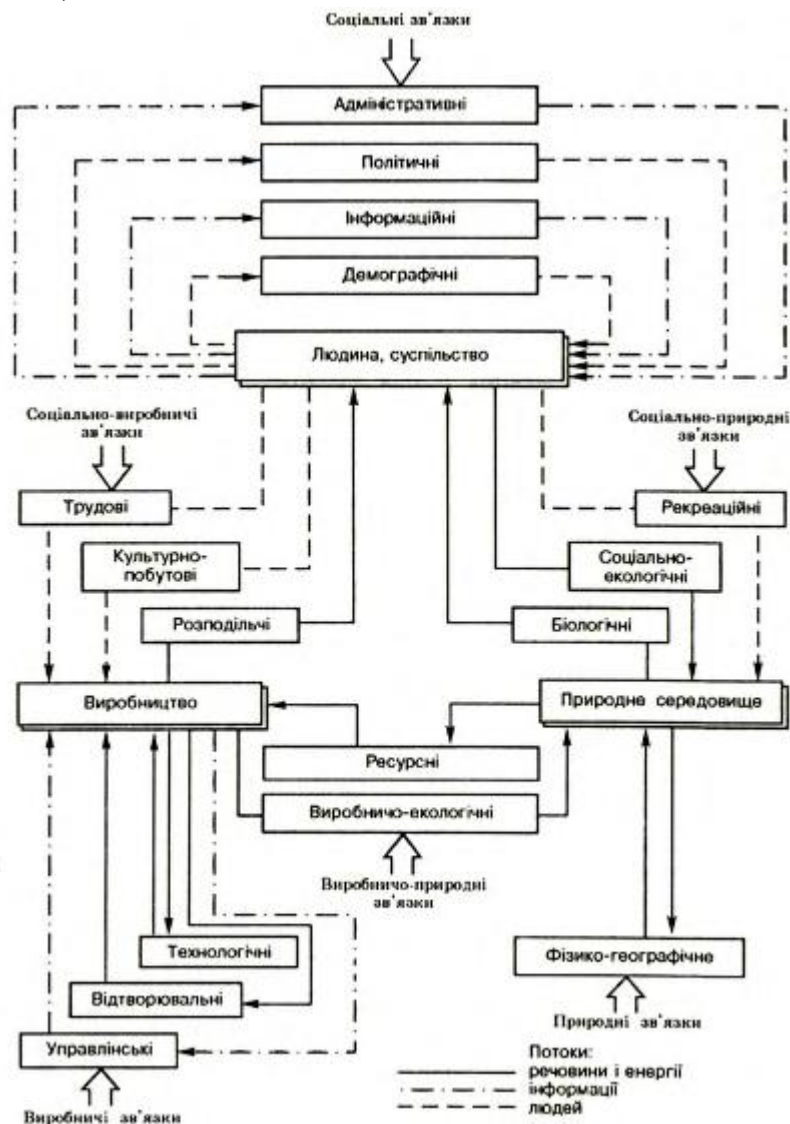 Соціальні зв'язки
Адміністративні
Політичні
Інформаційні
Демографічні
Людина, суспільство
Соціально-виробничі
зв'язки
Соціально-природні
зв'язки
Трудові
Рекреаційні
Культурно-
побутові
Соціально-
екологічні
Розподільчі
Біологічні
Виробництво
Природне середовище
Ресурсні
Виробничо-екологічні
Виробничо-природні
зв'язки
Технологічні
Фізико-географічне
Відтворювальні
Природні зв'язки
Управлінські
Виробничі зв'язки
Потоки:
речовини і енергії
інформації
людей